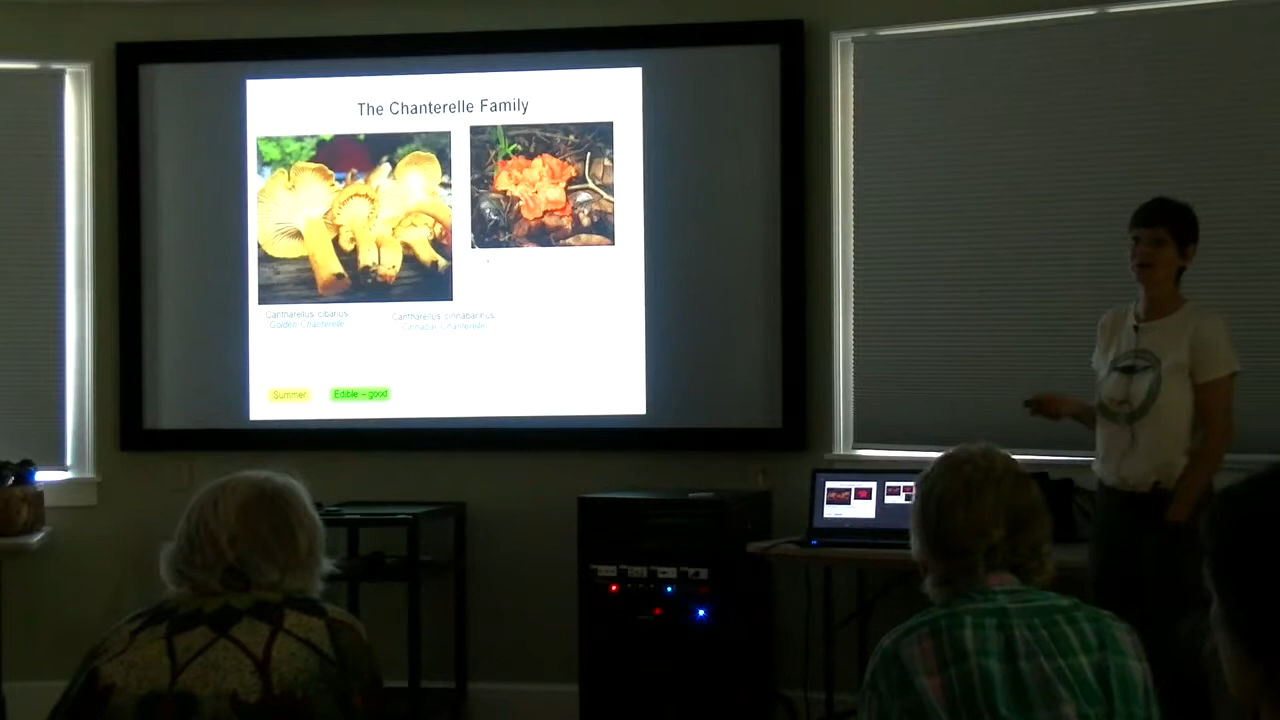 The Chanterelle Family
Cantharellus cibarius
Golden Chanterelle
Cantharellus cinnabarinus
Cinnabar Chanterelle
Summer
Edible – good